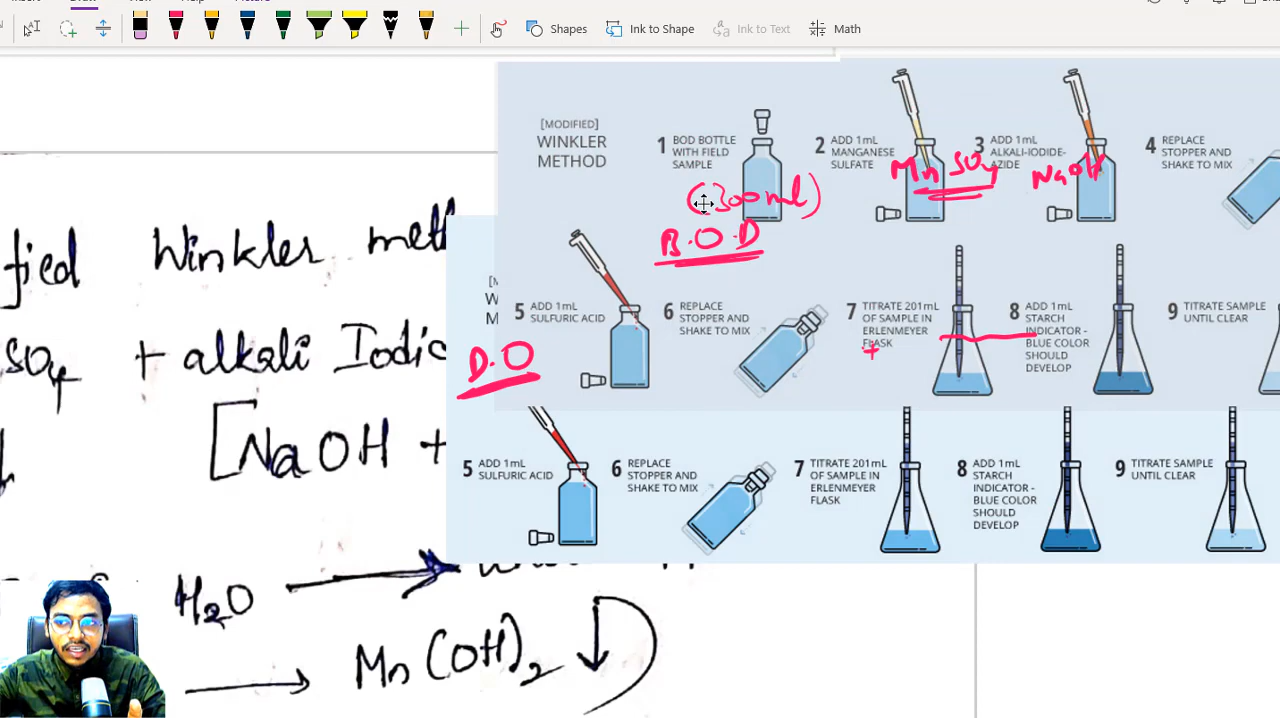 Shapes
Ink to Shape
Ink to Text
Math
[MODIFIED]
WINKLER
METHOD
1 BOD BOTTLE
WITH FIELD
SAMPLE
2 ADD 1mL
MANGANESE
SULFATE
3 ADD 1mL
ALKALI-IODIDE-
AZIDE
4 REPLACE
STOPPER AND
SHAKE TO MIX
Mn SO4
NaOH
(300ml)
B.O.D
fied Winkler meth
5 ADD 1mL
SULFURIC ACID
6 REPLACE
STOPPER AND
SHAKE TO MIX
7 TITRATE 201mL
OF SAMPLE IN
ERLENMEYER
FLASK
+
8 ADD 1mL
STARCH
INDICATOR -
BLUE COLOR
SHOULD
DEVELOP
9 TITRATE SAMPLE
UNTIL CLEAR
D.O
SO4 + alkali Iodi
[NaOH +
5 ADD 1mL
SULFURIC ACID
6 REPLACE
STOPPER AND
SHAKE TO MIX
7 TITRATE 201mL
OF SAMPLE IN
ERLENMEYER
FLASK
8 ADD 1mL
STARCH
INDICATOR -
BLUE COLOR
SHOULD
DEVELOP
9 TITRATE SAMPLE
UNTIL CLEAR
H2O →
→ Mn(OH)2 ↓